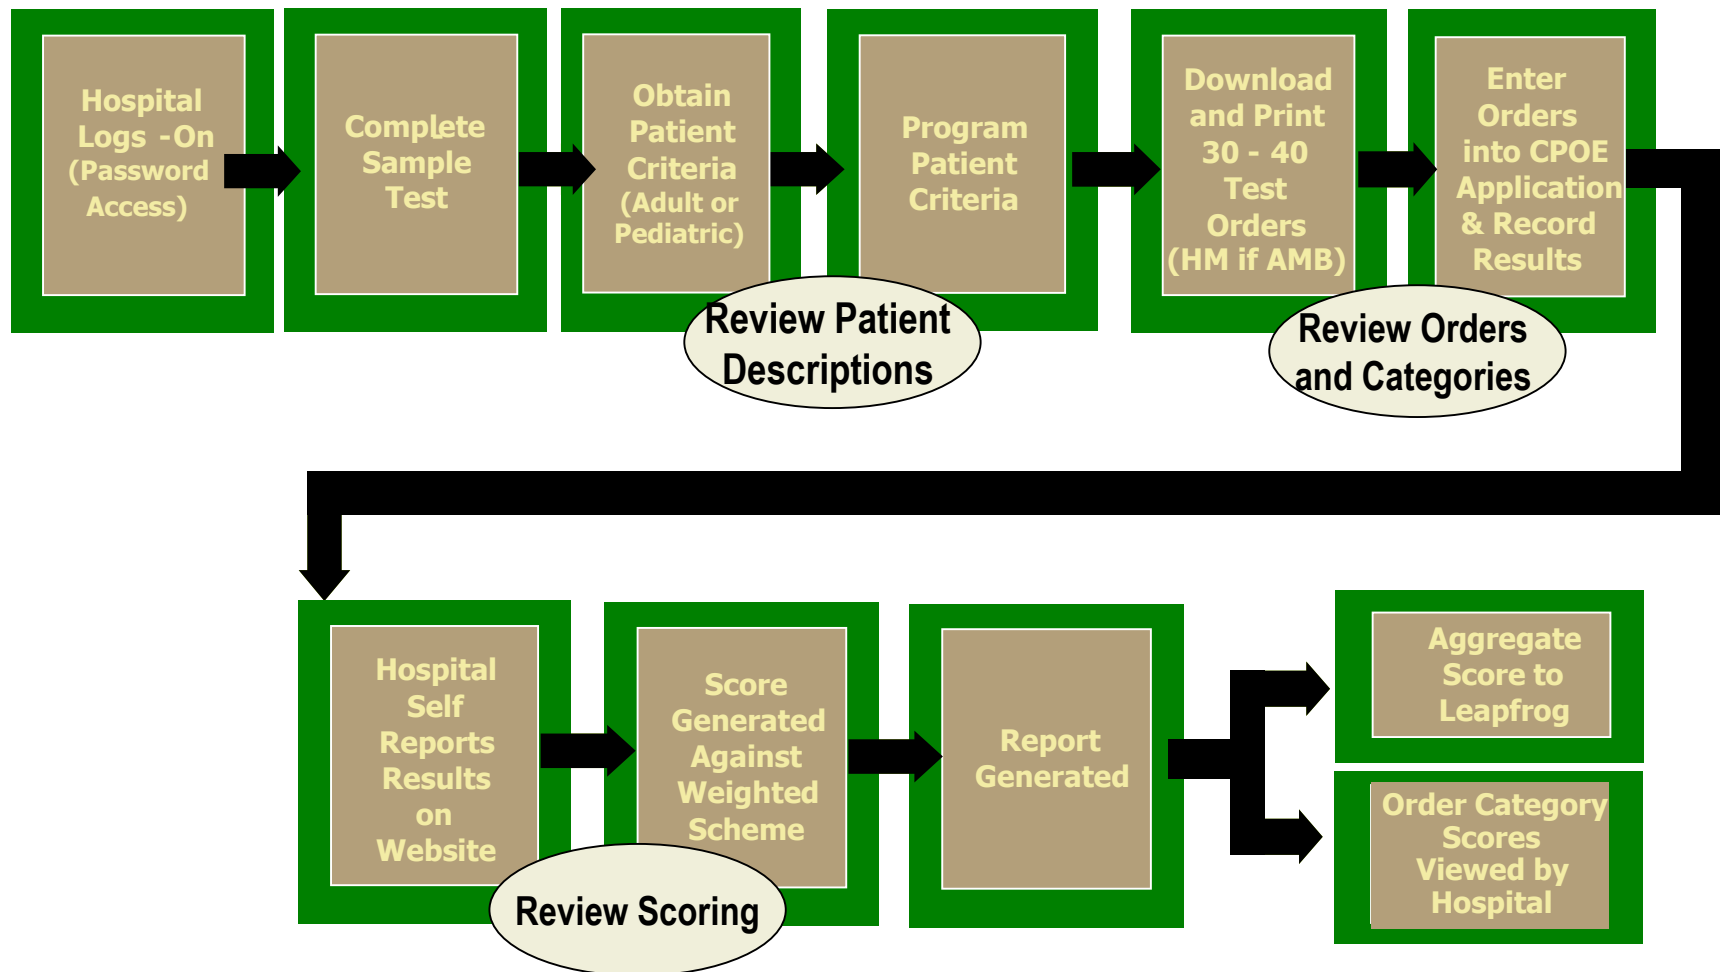 Hospital
Logs -On
(Password
Access)
Complete
Sample
Test
Obtain
Patient
Criteria
(Adult or
Pediatric)
Program
Patient
Criteria
Download
and Print
30 - 40
Test
Orders
(HM if AMB)
Enter
Orders
into CPOE
Application
& Record
Results
Review Patient
Descriptions
Review Orders
and Categories
Hospital
Self
Reports
Results
on
Website
Score
Generated
Against
Weighted
Scheme
Report
Generated
Aggregate
Score to
Leapfrog
Order Category
Scores
Viewed by
Hospital
Review Scoring